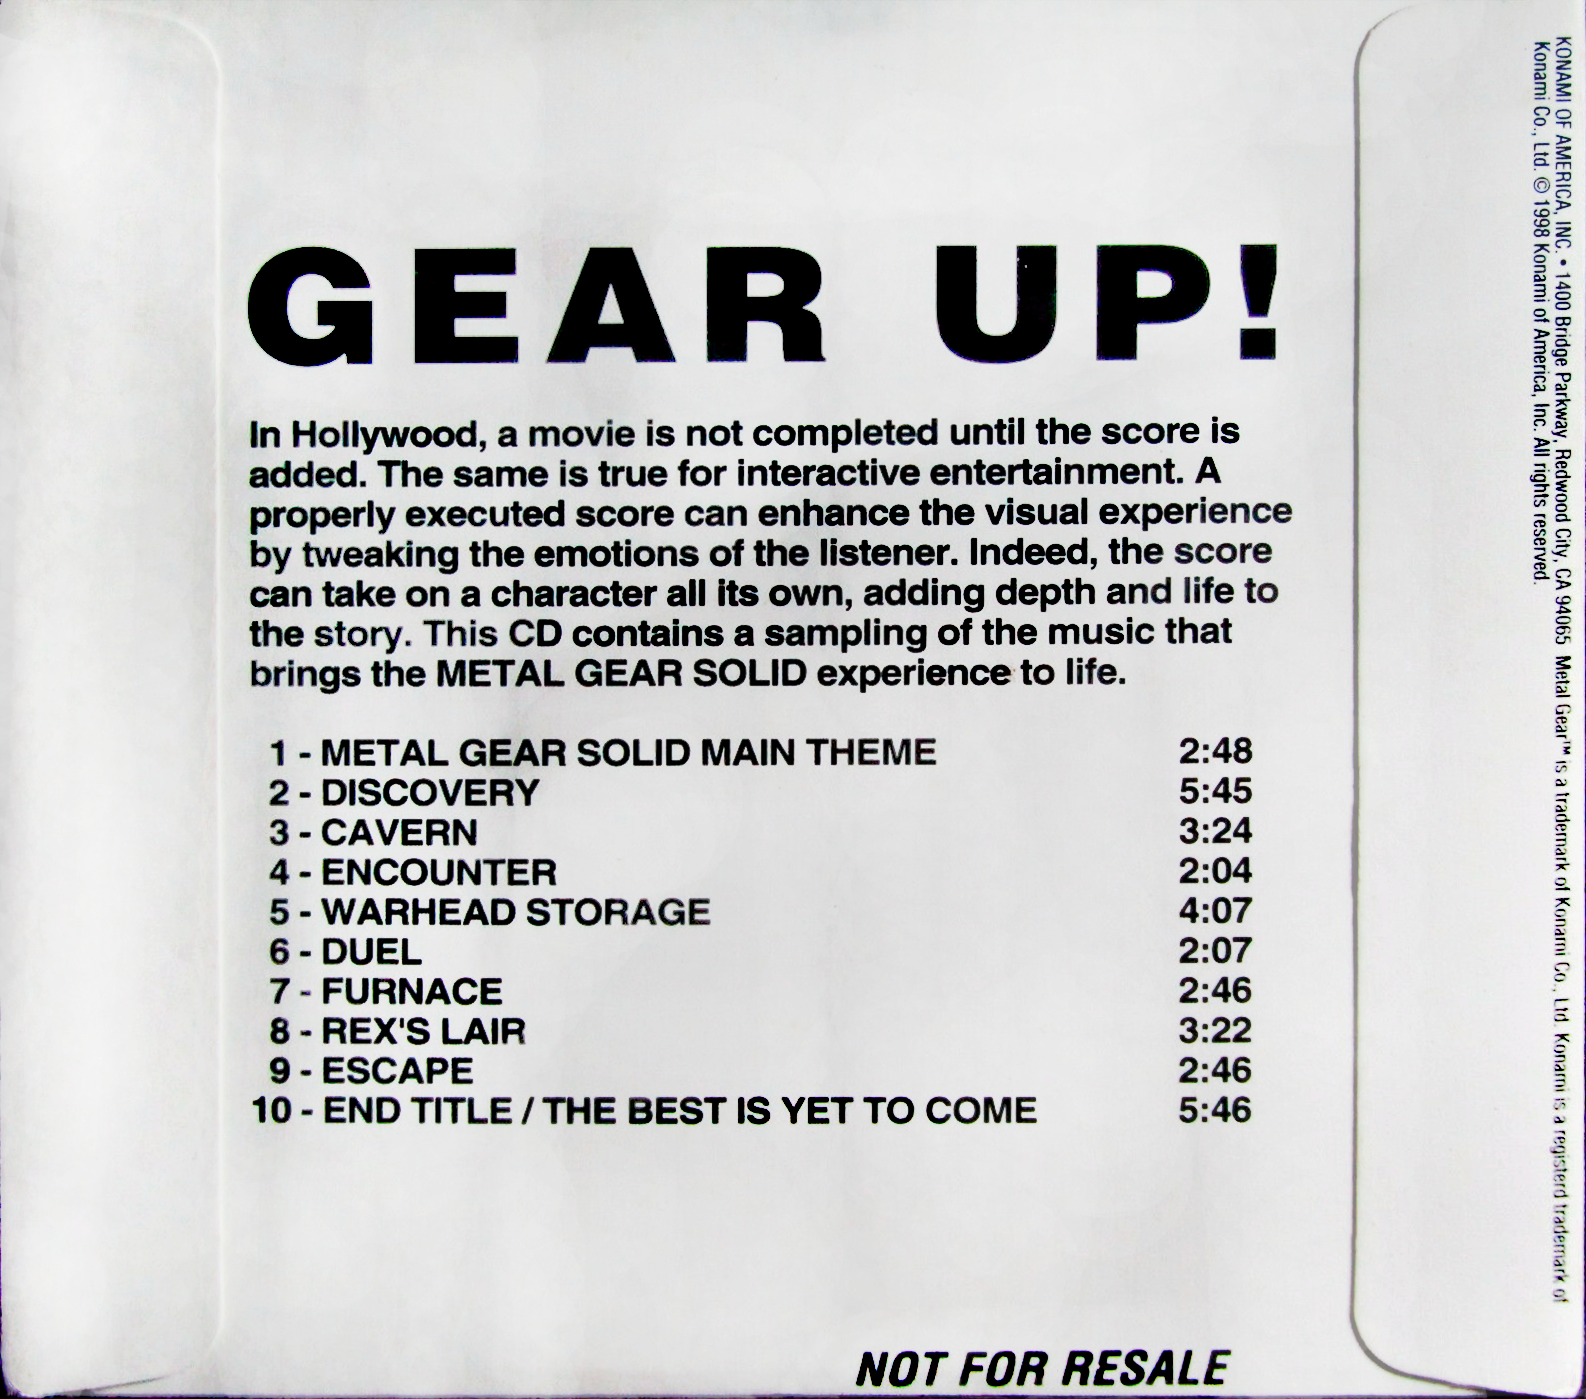 GEAR UP!
In Hollywood, a movie is not completed until the score is
added. The same is true for interactive entertainment. A
properly executed score can enhance the visual experience
by tweaking the emotions of the listener. Indeed, the score
can take on a character all its own, adding depth and life to
the story. This CD contains a sampling of the music that
brings the METAL GEAR SOLID experience to life.
1 - METAL GEAR SOLID MAIN THEME 2:48
2 - DISCOVERY 5:45
3 - CAVERN 3:24
4 - ENCOUNTER 2:04
5 - WARHEAD STORAGE 4:07
6 - DUEL 2:07
7 - FURNACE 2:46
8 - REX'S LAIR 3:22
9 - ESCAPE 2:46
10 - END TITLE / THE BEST IS YET TO COME 5:46
NOT FOR RESALE
KONAMI OF AMERICA, INC. • 1400 Bridge Parkway, Redwood City, CA 94065 Metal Gear™ is a trademark of Konami Co., Ltd. Konami is a registerd trademark of
Konami Co., Ltd. © 1998 Konami of America, Inc. All rights reserved.